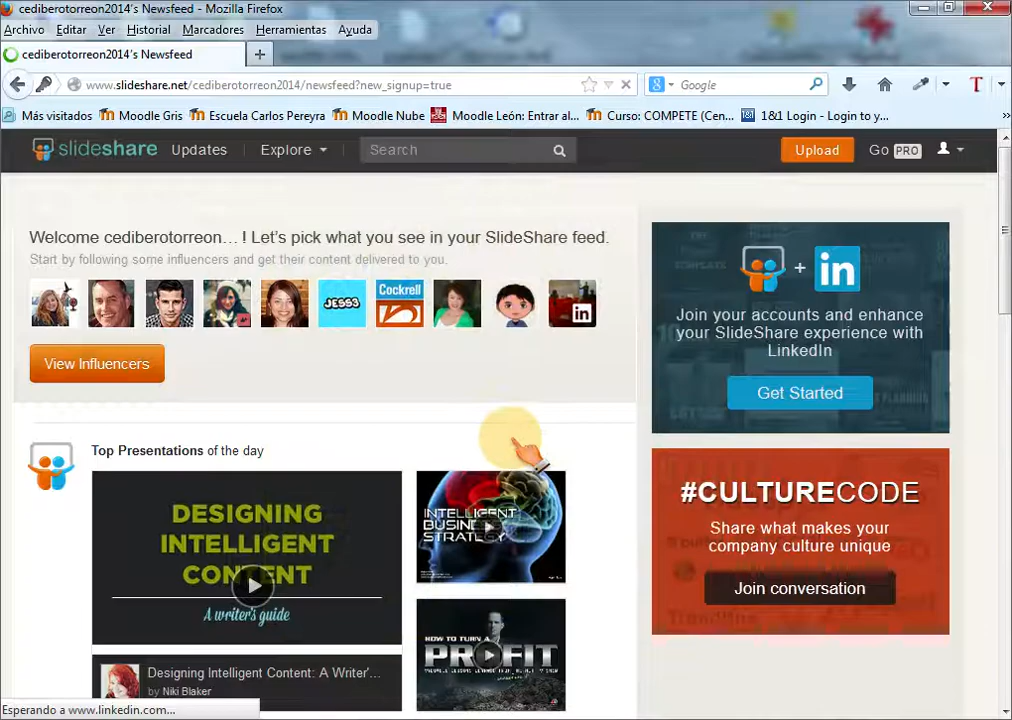 cediberotorreon2014's Newsfeed - Mozilla Firefox
Archivo Editar Ver Historial Marcadores Herramientas Ayuda
cediberotorreon2014's Newsfeed
www.slideshare.net/cediberotorreon2014/newsfeed?new_signup=true
Google
Más visitados Moodle Gris Escuela Carlos Pereyra Moodle Nube Moodle León: Entrar al... Curso: COMPETE (Cen... 1&1 Login - Login to y...
slideshare Updates Explore Search Upload Go PRO
Welcome cediberotorreon... ! Let's pick what you see in your SlideShare feed.
Start by following some influencers and get their content delivered to you.
JESS3
Cockrell
in
View Influencers
+ in
Join your accounts and enhance
your SlideShare experience with
LinkedIn
Get Started
Top Presentations of the day
DESIGNING
INTELLIGENT
CONTENT
A writer's guide
INTELLIGENT
BUSINESS
STRATEGY
HOW TO TURN A
PROFIT
Designing Intelligent Content: A Writer'...
by Niki Blaker
#CULTURECODE
Share what makes your
company culture unique
Join conversation
Esperando a www.linkedin.com...